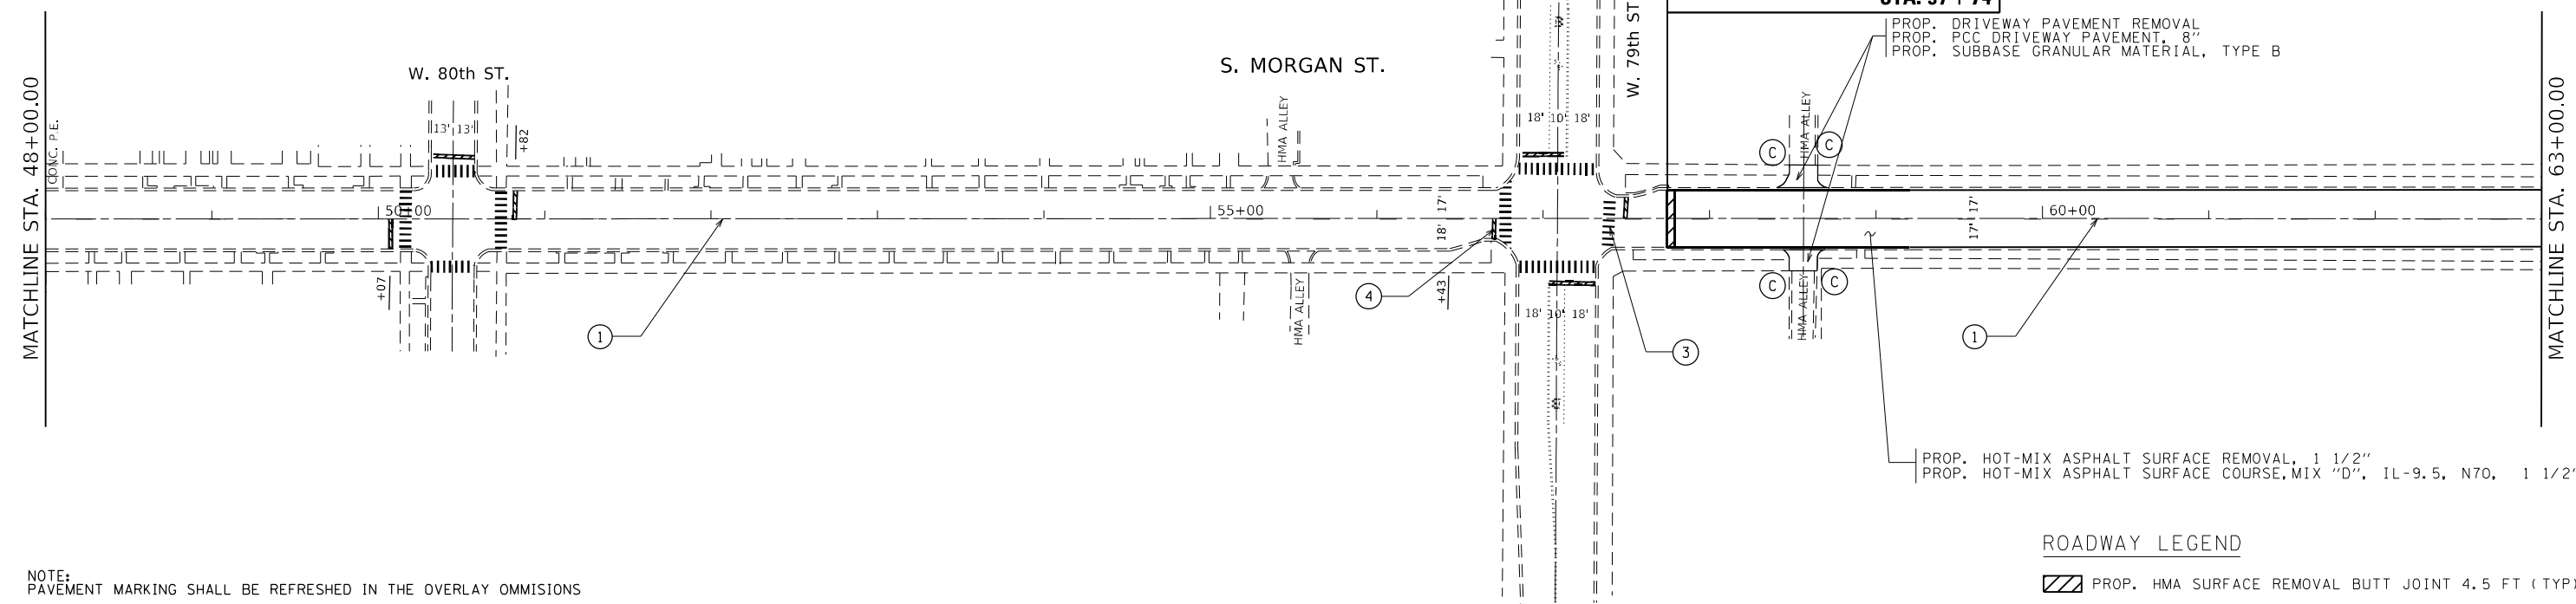 STA. 57+74
PROP. DRIVEWAY PAVEMENT REMOVAL
PROP. PCC DRIVEWAY PAVEMENT, 8"
PROP. SUBBASE GRANULAR MATERIAL, TYPE B
W. 80th ST.
S. MORGAN ST.
W. 79th ST
MATCHLINE STA. 48+00.00
CONC. P.E.
13' 13'
+82
HMA ALLEY
18' 10' 18'
C
HMA ALLEY
C
MATCHLINE STA. 63+00.00
50+00
55+00
18' 17'
17' 17'
60+00
+07
1
HMA ALLEY
4
+43
18' 10' 18'
3
C
HMA ALLEY
C
1
PROP. HOT-MIX ASPHALT SURFACE REMOVAL, 1 1/2"
PROP. HOT-MIX ASPHALT SURFACE COURSE, MIX "D", IL-9.5, N70, 1 1/2"
ROADWAY LEGEND
PROP. HMA SURFACE REMOVAL BUTT JOINT 4.5 FT (TYP)
NOTE:
PAVEMENT MARKING SHALL BE REFRESHED IN THE OVERLAY OMMISIONS